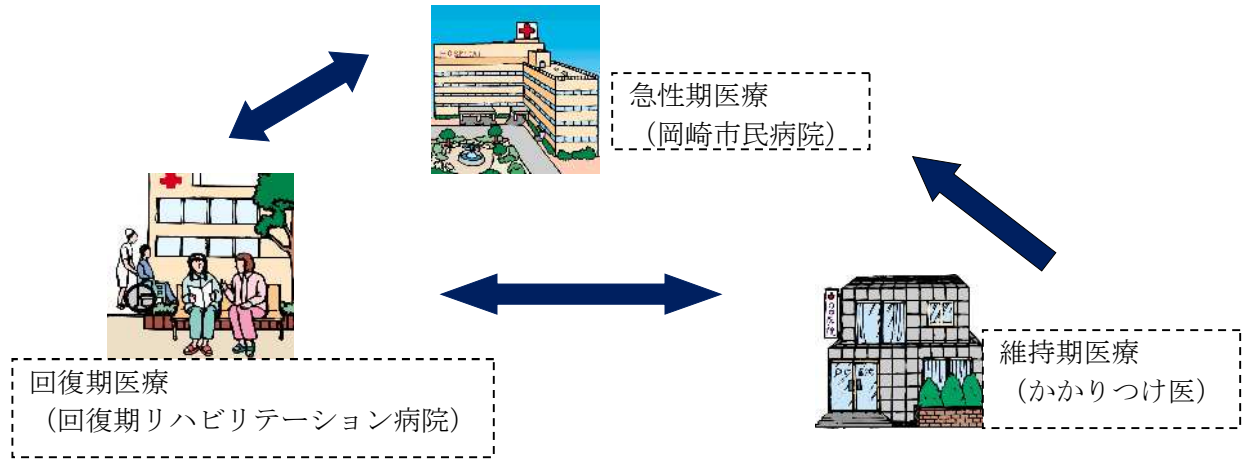 HOSPITAL
急性期医療
（岡崎市民病院）
回復期医療
（回復期リハビリテーション病院）
維持期医療
（かかりつけ医）